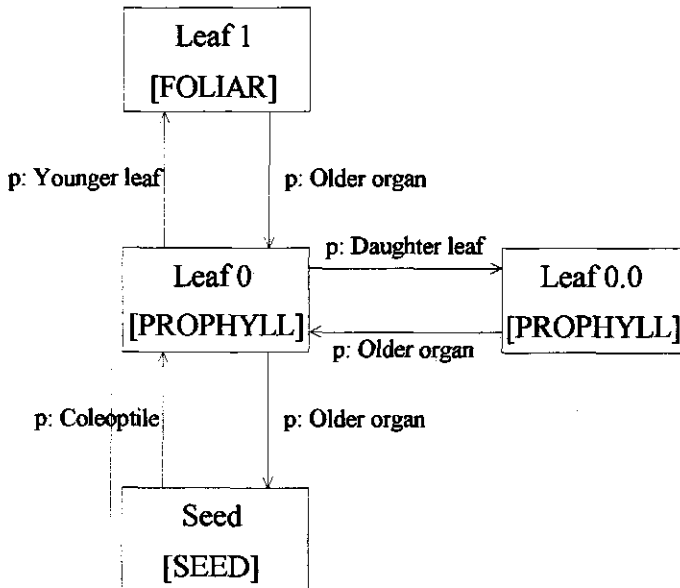 Leaf 1
[FOLIAR]
p: Younger leaf
p: Older organ
p: Daughter leaf
Leaf 0
[PROPHYLL]
Leaf 0.0
[PROPHYLL]
p: Older organ
p: Coleoptile
p: Older organ
Seed
[SEED]